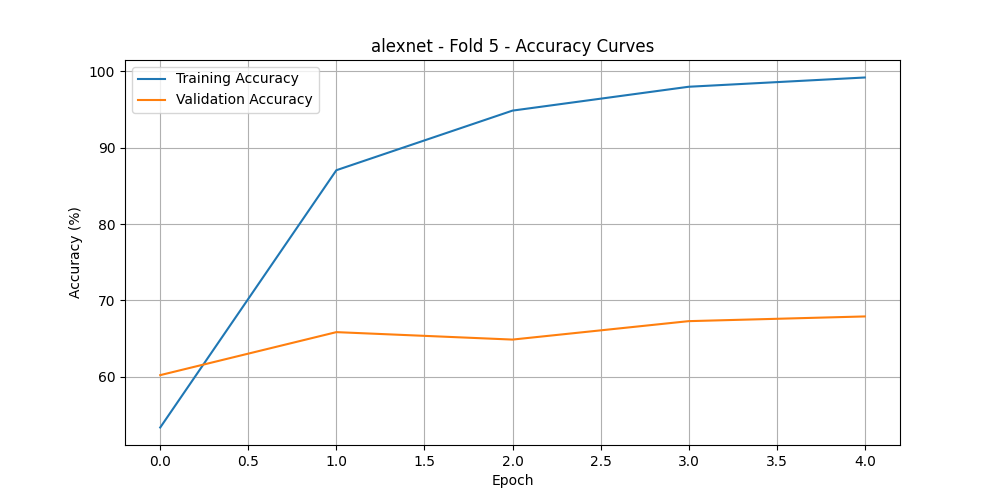 alexnet - Fold 5 - Accuracy Curves
Training Accuracy
Validation Accuracy
Accuracy (%)
100
90
80
70
60
0.0 0.5 1.0 1.5 2.0 2.5 3.0 3.5 4.0
Epoch